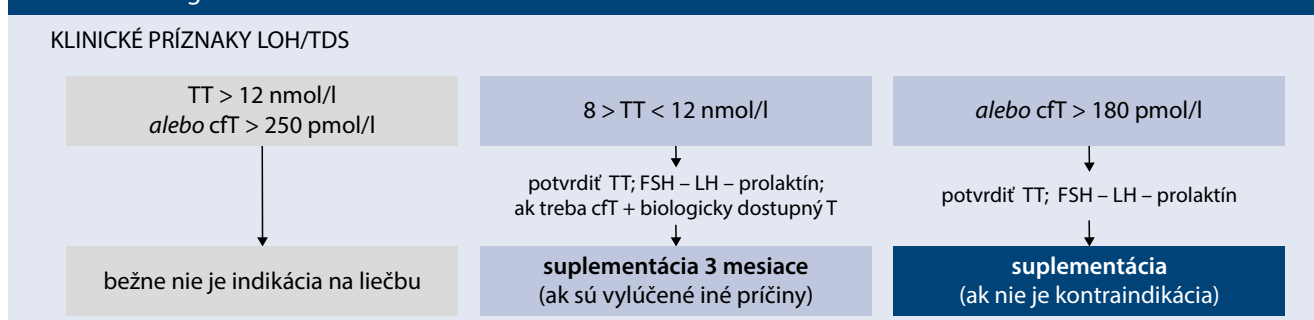 KLINICKÉ PRÍZNAKY LOH/TDS
TT > 12 nmol/l
alebo cfT > 250 pmol/l
8 > TT < 12 nmol/l
alebo cfT > 180 pmol/l
potvrdiť TT; FSH – LH – prolaktín;
ak treba cfT + biologicky dostupný T
potvrdiť TT; FSH – LH – prolaktín
bežne nie je indikácia na liečbu
suplementácia 3 mesiace
(ak sú vylúčené iné príčiny)
suplementácia
(ak nie je kontraindikácia)